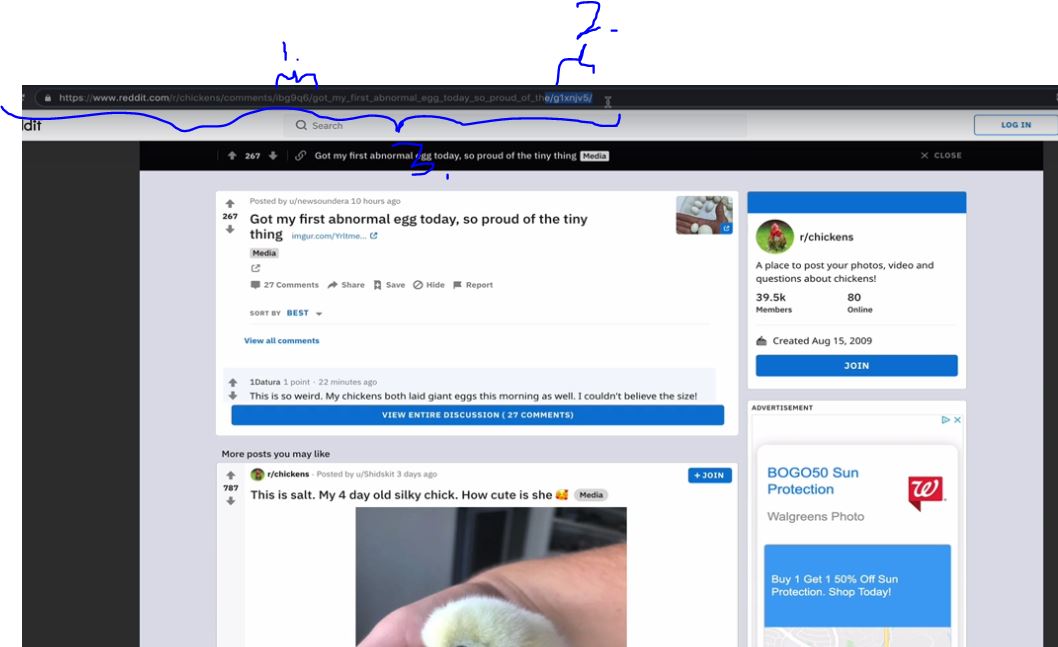 2.
1.
https://www.reddit.com/r/chickens/comments/ibg9q6/got_my_first_abnormal_egg_today_so_proud_of_the/g1xnjv5/
ddit
Search
LOG IN
3.
267 Got my first abnormal egg today, so proud of the tiny thing Media
CLOSE
Posted by u/newsoundera 10 hours ago
267
Got my first abnormal egg today, so proud of the tiny
thing imgur.com/Yrltme...
Media
27 Comments Share Save Hide Report
SORT BY BEST
View all comments
1Datura 1 point · 22 minutes ago
This is so weird. My chickens both laid giant eggs this morning as well. I couldn't believe the size!
VIEW ENTIRE DISCUSSION ( 27 COMMENTS)
More posts you may like
r/chickens · Posted by u/Shidskit 3 days ago
+ JOIN
787
This is salt. My 4 day old silky chick. How cute is she 🥰 Media
r/chickens
A place to post your photos, video and
questions about chickens!
39.5k 80
Members Online
Created Aug 15, 2009
JOIN
ADVERTISEMENT
BOGO50 Sun
Protection
Walgreens Photo
W
Buy 1 Get 1 50% Off Sun
Protection. Shop Today!